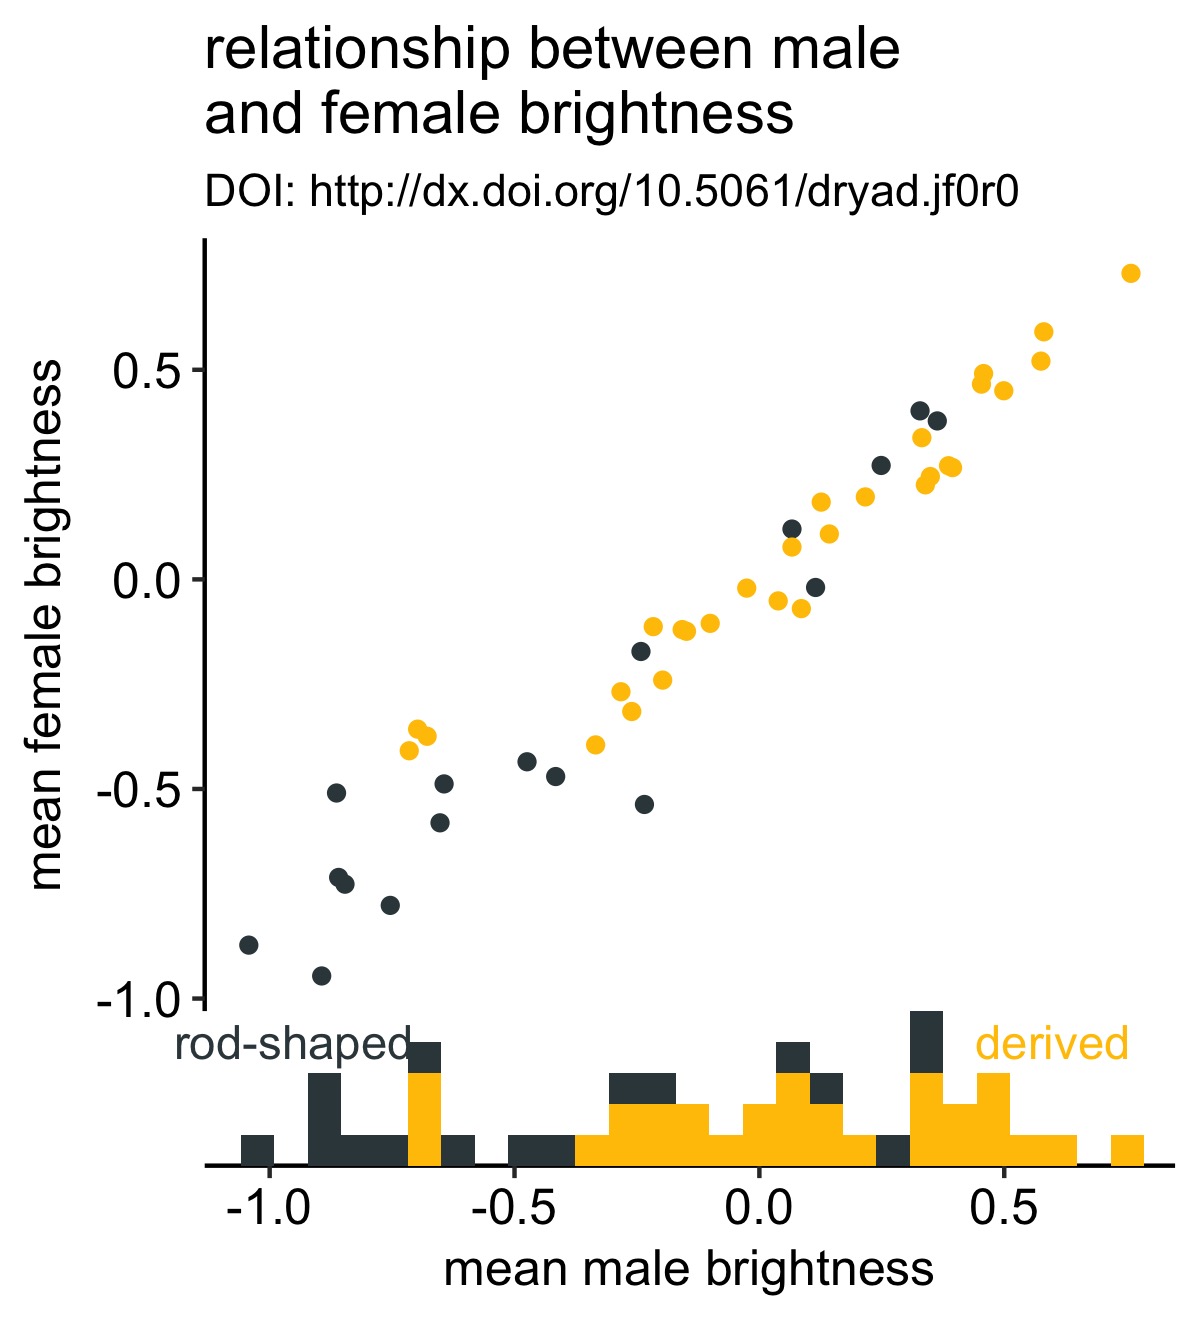 relationship between male
and female brightness
DOI: http://dx.doi.org/10.5061/dryad.jf0r0
mean female brightness
0.5
0.0
-0.5
-1.0
rod-shaped
derived
-1.0 -0.5 0.0 0.5
mean male brightness